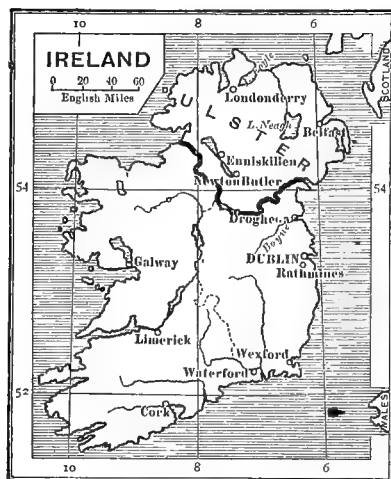 10 8 6
IRELAND
0 20 40 60
English Miles
SCOTLAND
L. Foyle
Londonderry
ULSTER
L. Neagh
Belfast
Enniskillen
Newton Butler
54 54
Drogheda
Boyne
DUBLIN
Rathmines
Galway
Limerick
Wexford
Waterford
52
Cork
WALES
10 8 6